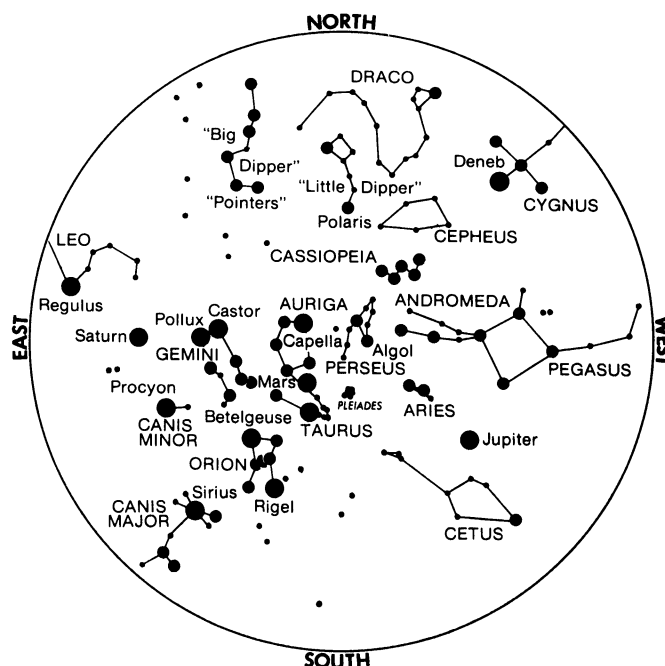 NORTH
DRACO
"Big
Dipper"
"Pointers"
"Little Dipper"
Polaris
Deneb
CYGNUS
CEPHEUS
LEO
Regulus
CASSIOPEIA
ANDROMEDA
EAST
WEST
Saturn
Pollux
Castor
GEMINI
AURIGA
Capella
PERSEUS
Algol
PEGASUS
Procyon
CANIS
MINOR
Mars
Betelgeuse
TAURUS
PLEIADES
ARIES
Jupiter
ORION
Rigel
CANIS
MAJOR
Sirius
CETUS
SOUTH